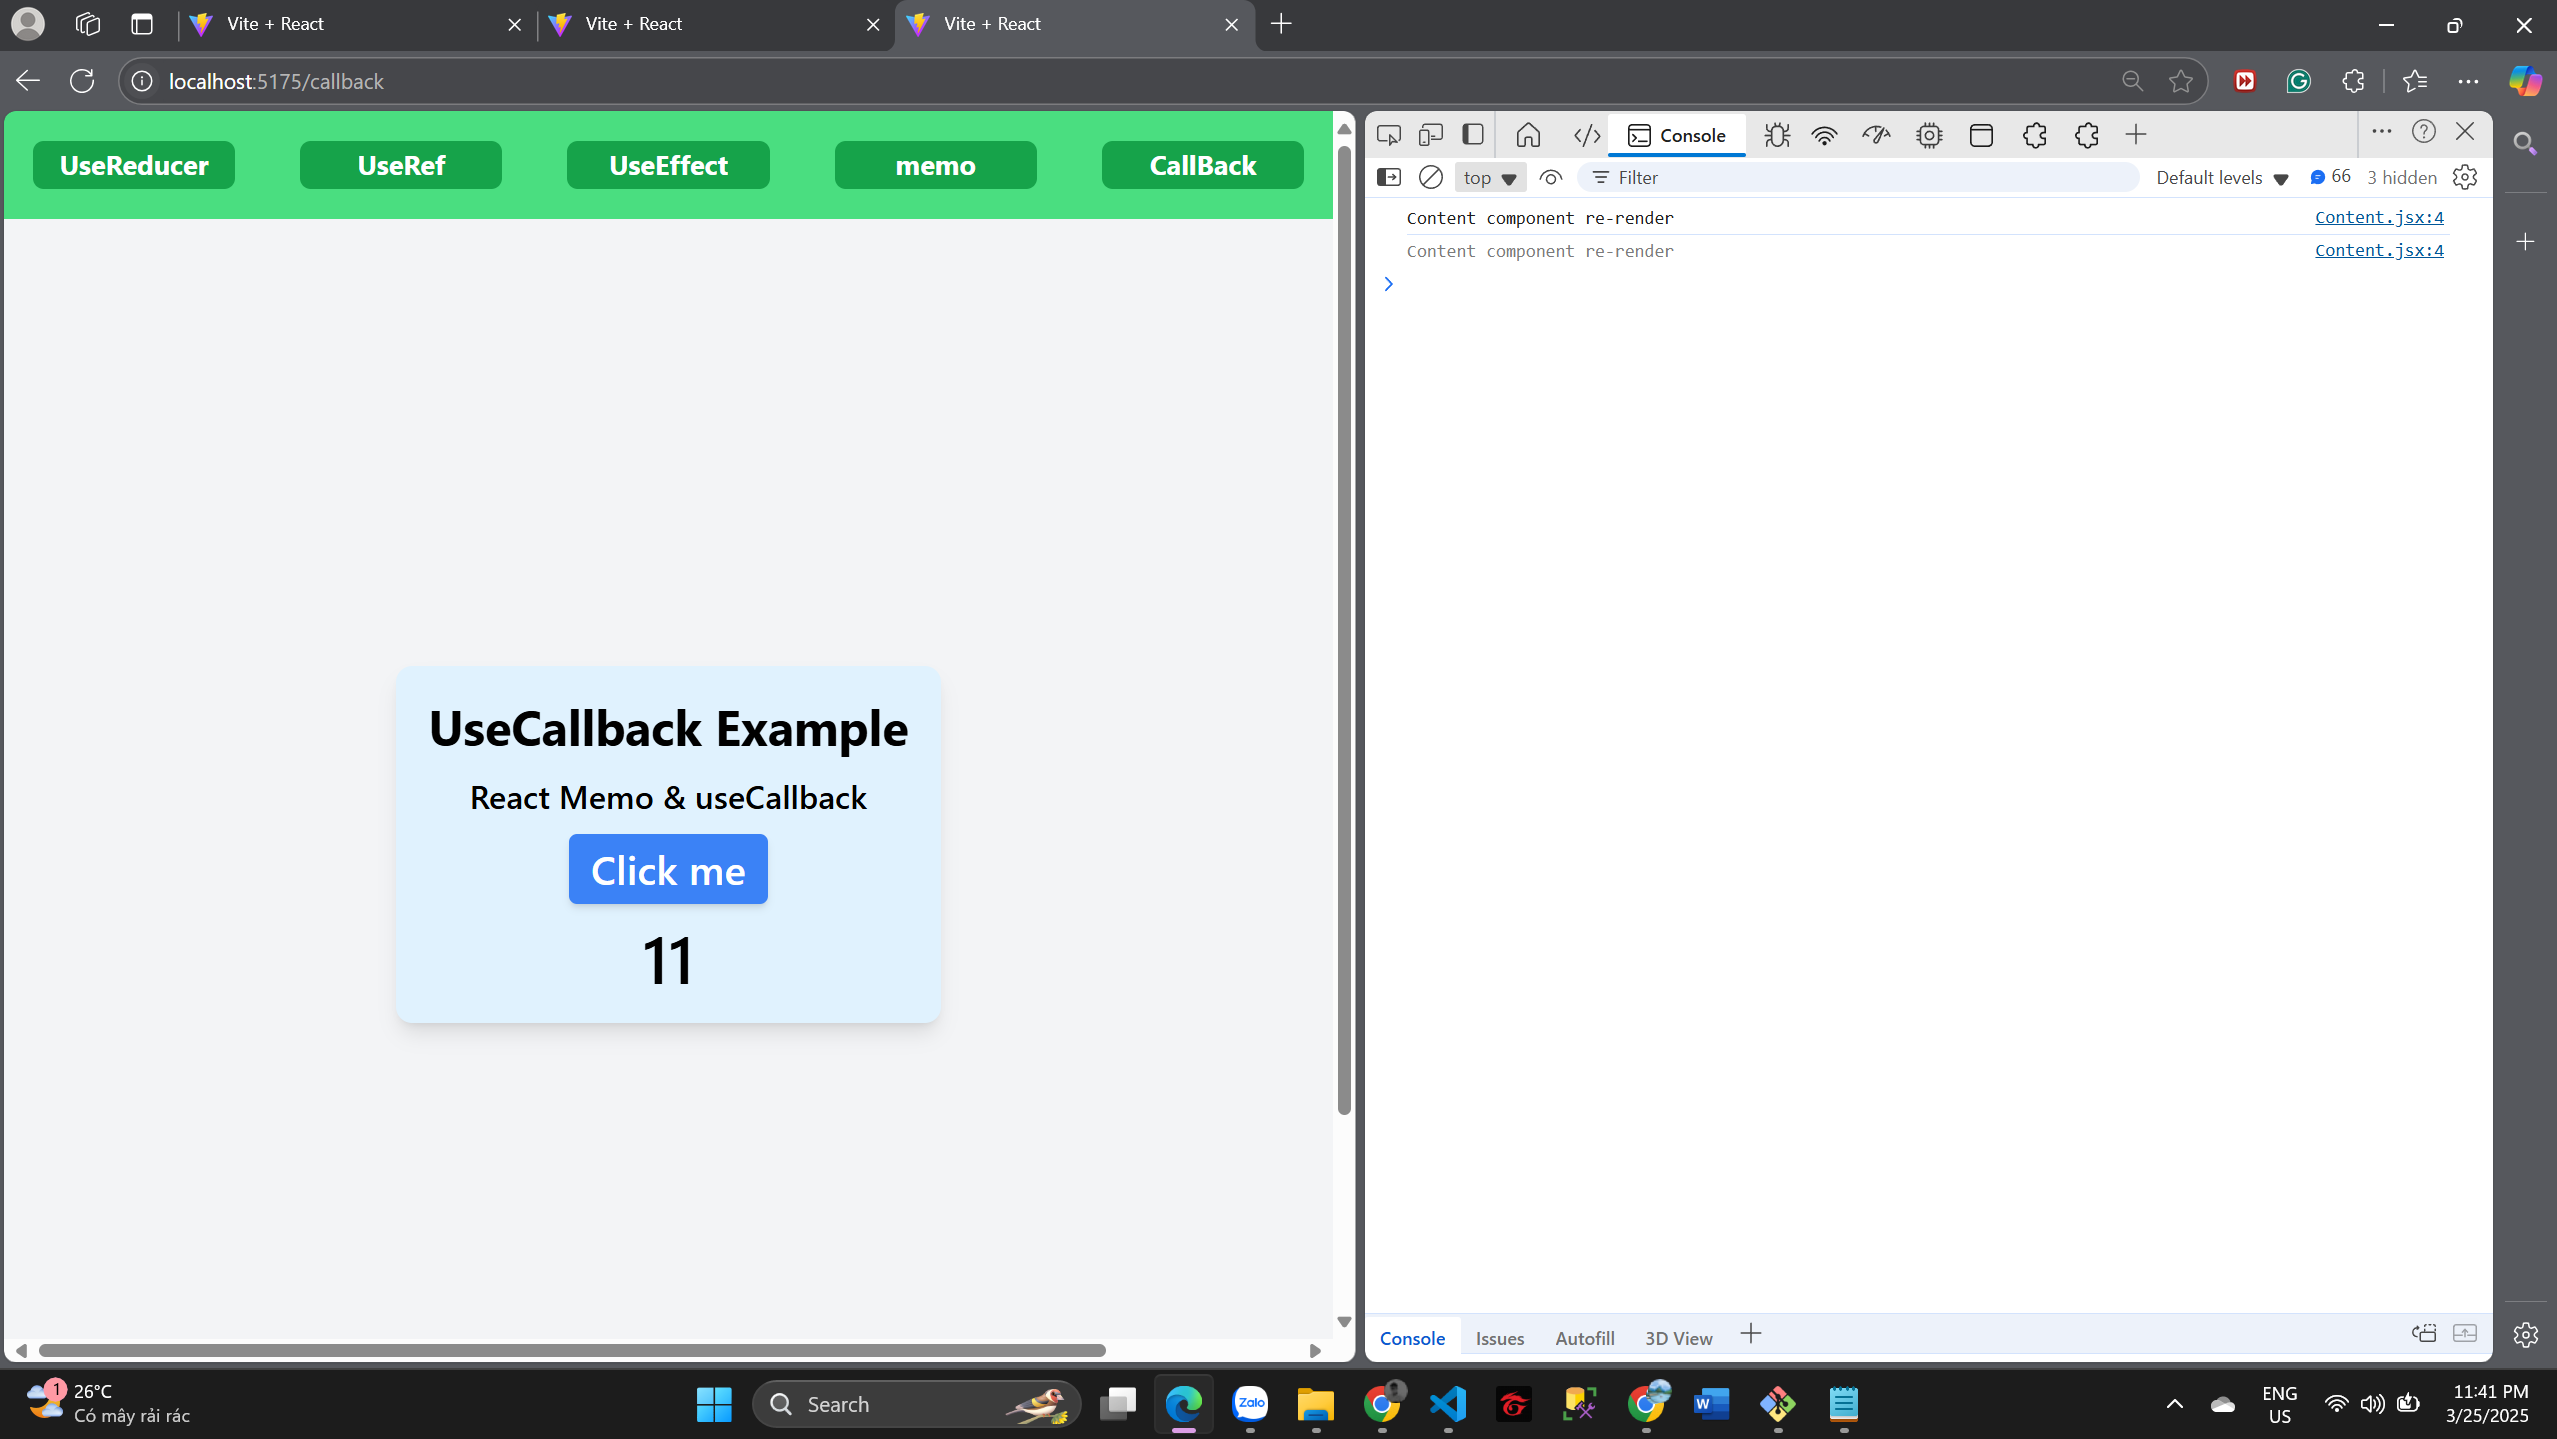 Vite + React
Vite + React
Vite + React
localhost:5175/callback
UseReducer
UseRef
UseEffect
memo
CallBack
UseCallback Example
React Memo & useCallback
Click me
11
Console
top
Filter
Default levels
66
3 hidden
Content component re-render
Content.jsx:4
Content component re-render
Content.jsx:4
Console
Issues
Autofill
3D View
1
26°C
Có mây rải rác
Search
Zalo
W
ENG
US
11:41 PM
3/25/2025